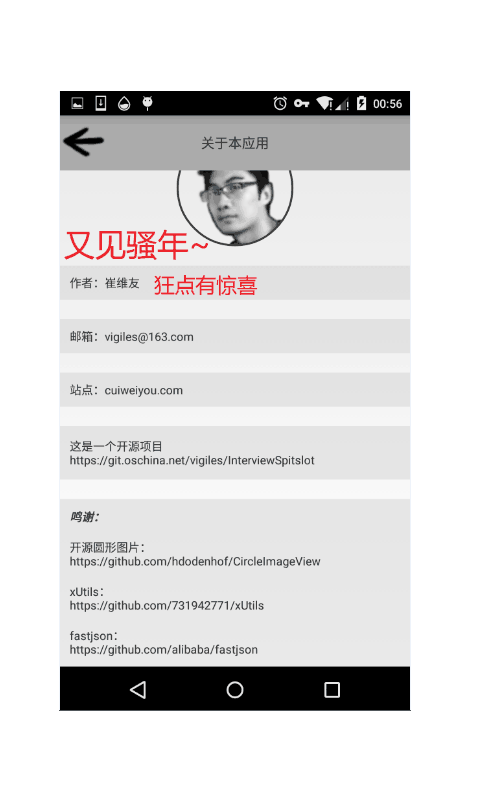 00:56
关于本应用
又见骚年~
作者：崔维友 狂点有惊喜
邮箱：vigiles@163.com
站点：cuiweiyou.com
这是一个开源项目
https://git.oschina.net/vigiles/InterviewSpitslot
鸣谢：
开源圆形图片：
https://github.com/hdodenhof/CircleImageView
xUtils：
https://github.com/731942771/xUtils
fastjson：
https://github.com/alibaba/fastjson